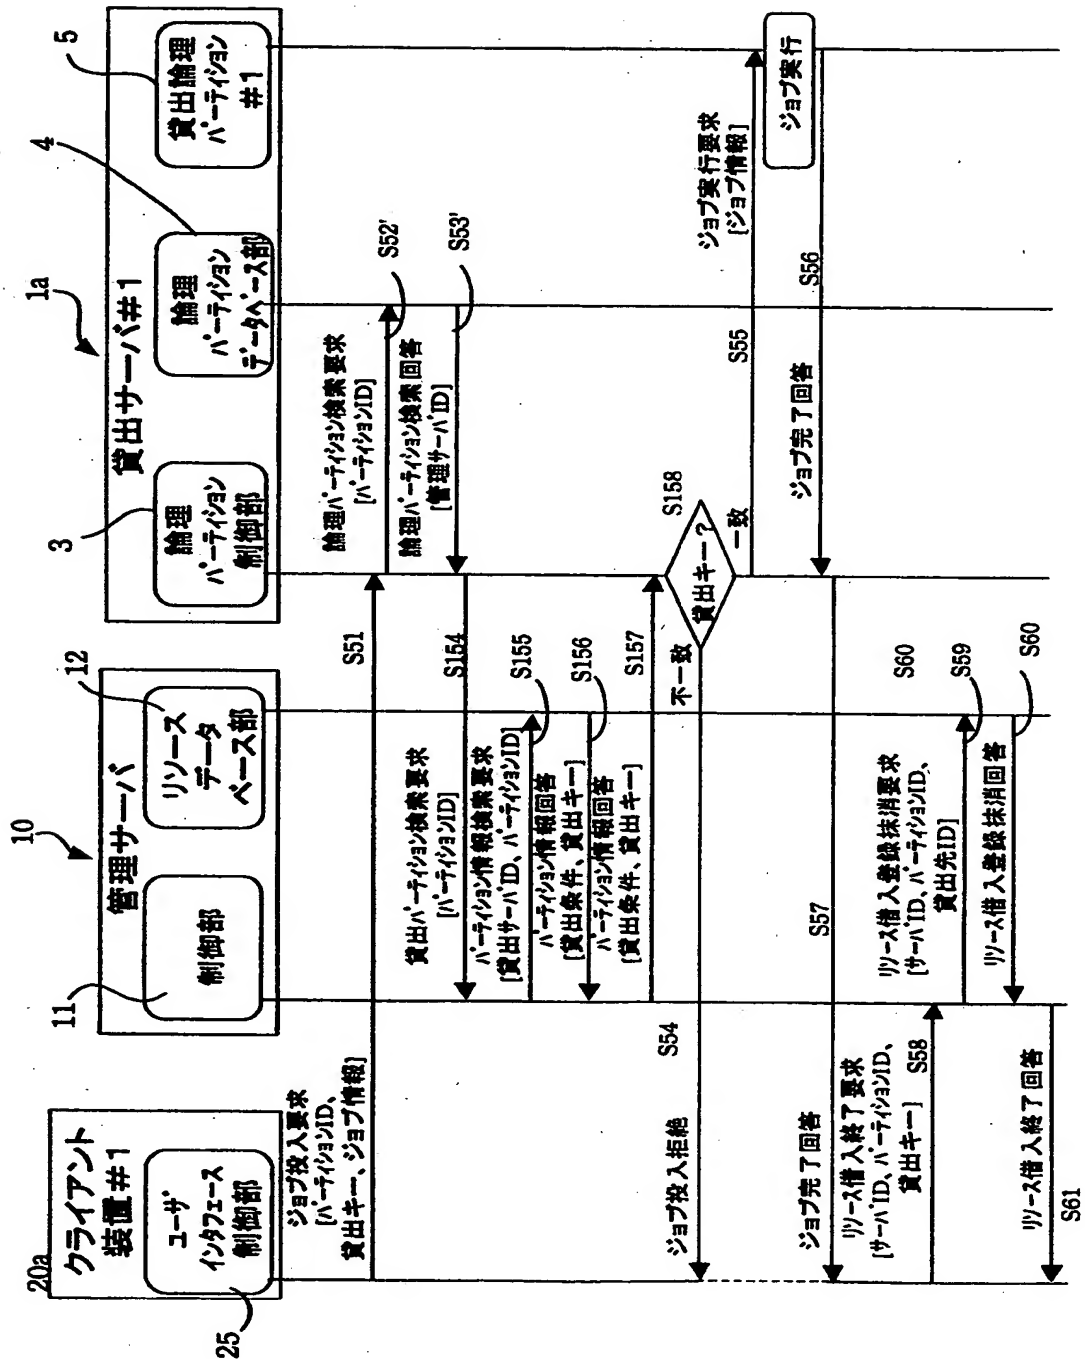 20a
クライアント
装置#1
ユーザ
インタフェース
制御部
25
10
管理サーバ
11
制御部
12
リソース
データ
ベース部
1a
貸出サーバ#1
3
論理
パーティション
制御部
4
論理
パーティション
データベース部
5
貸出論理
パーティション
#1
ジョブ投入要求
[パーティションID、
貸出キー、ジョブ情報]
S51
論理パーティション検索要求
[パーティションID]
S52'
論理パーティション検索回答
[管理サーバID]
S53'
貸出パーティション検索要求
[パーティションID]
S154
パーティション情報検索要求
[貸出サーバID、パーティションID]
S155
パーティション情報回答
[貸出条件、貸出キー]
S156
パーティション情報回答
[貸出条件、貸出キー]
S157
貸出キー?
S158
不一致
一致
ジョブ投入拒絶
S54
ジョブ実行要求
[ジョブ情報]
S55
ジョブ実行
ジョブ完了回答
S56
ジョブ完了回答
S57
リソース借入終了要求
[サーバID、パーティションID、
貸出キー]
S58
リソース借入登録抹消要求
[サーバID、パーティションID、
貸出先ID]
S60
S59
リソース借入登録抹消回答
S60
リソース借入終了回答
S61